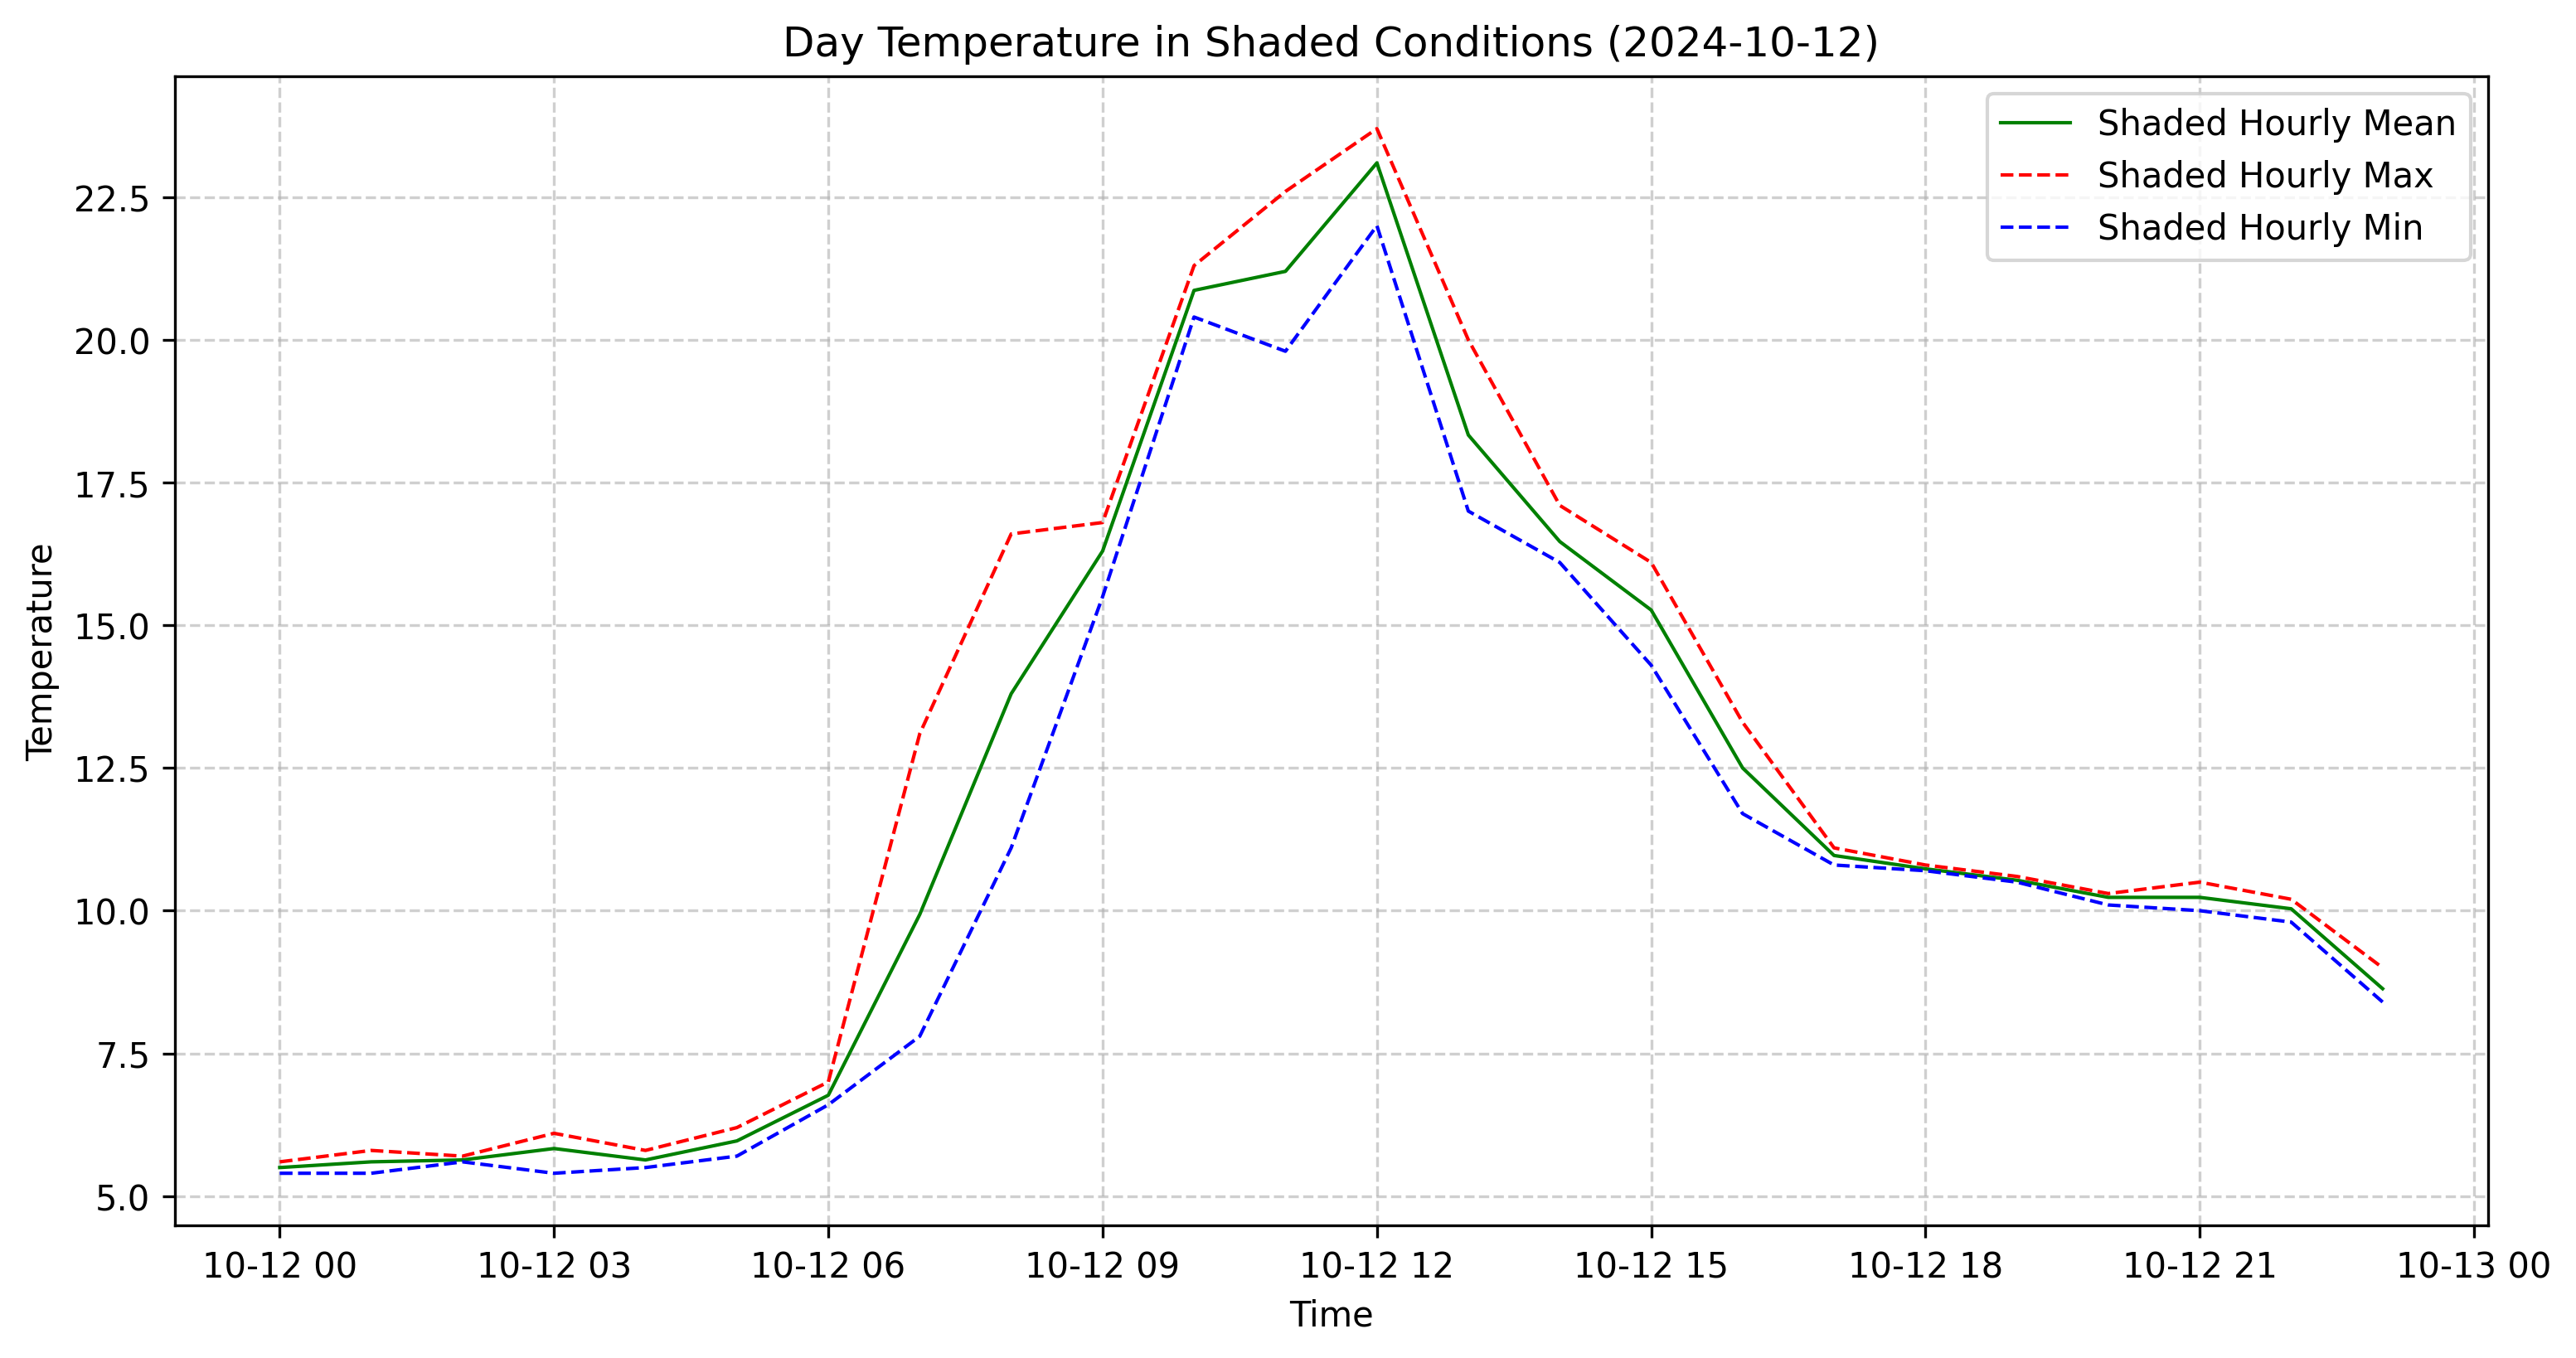 Day Temperature in Shaded Conditions (2024-10-12)
Shaded Hourly Mean
Shaded Hourly Max
Shaded Hourly Min
22.5
20.0
17.5
15.0
12.5
10.0
7.5
5.0
Temperature
10-12 00 10-12 03 10-12 06 10-12 09 10-12 12 10-12 15 10-12 18 10-12 21 10-13 00
Time